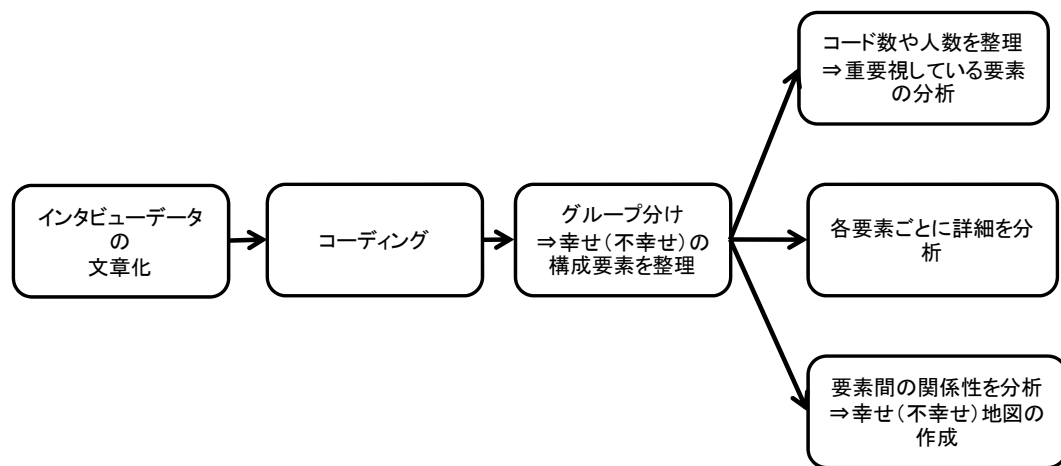 コード数や人数を整理
⇒重要視している要素
の分析
インタビューデータ
の
文章化
コーディング
グループ分け
⇒幸せ(不幸せ)の
構成要素を整理
各要素ごとに詳細を分
析
要素間の関係性を分析
⇒幸せ(不幸せ)地図の
作成